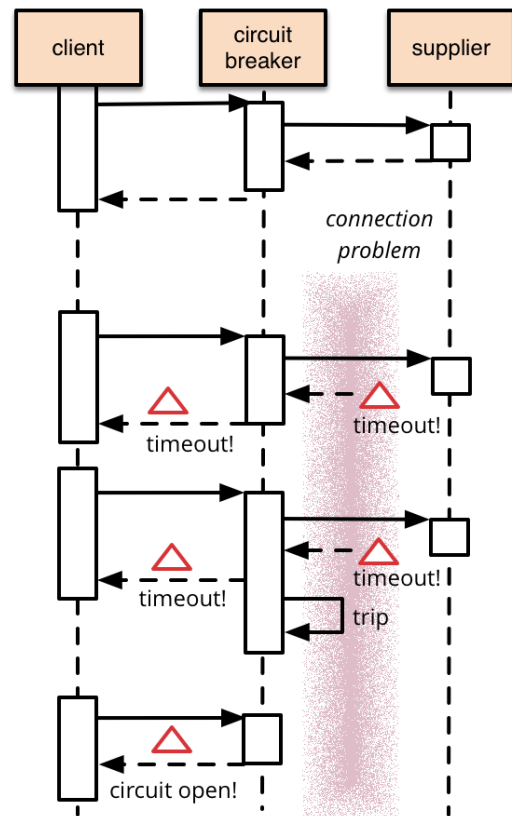 client
circuit
breaker
supplier
connection
problem
timeout!
timeout!
timeout!
timeout!
trip
circuit open!